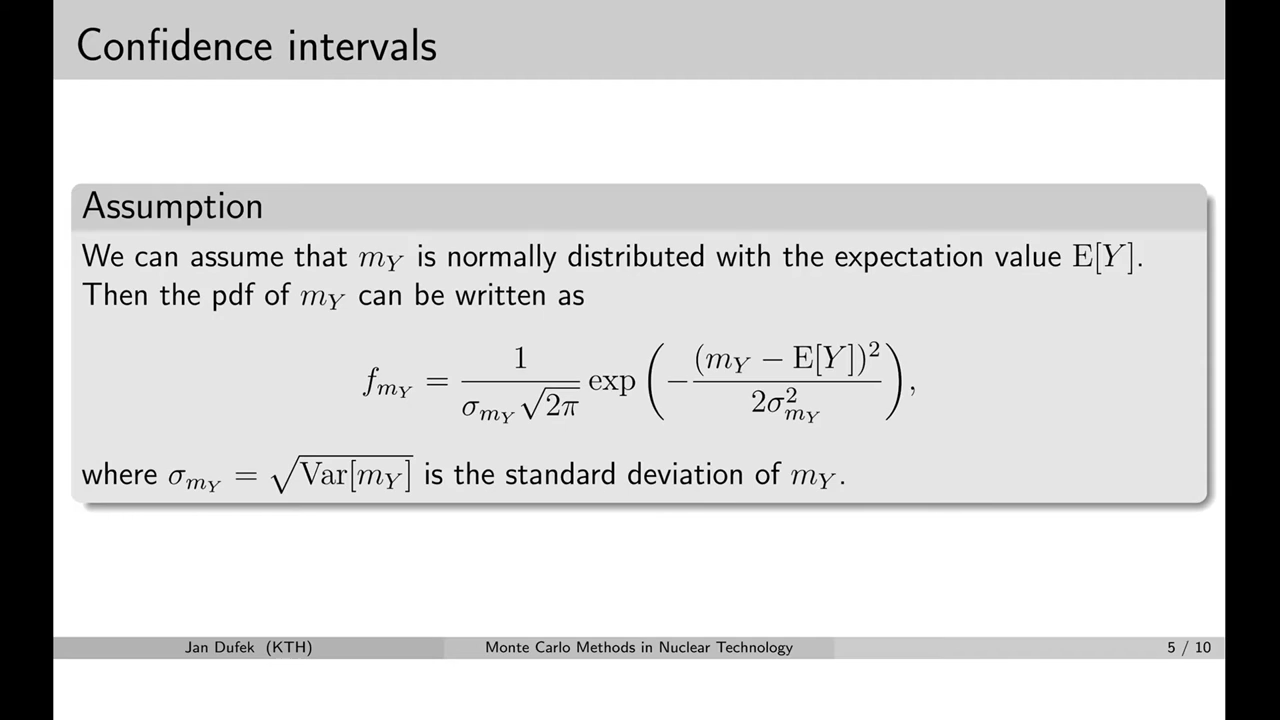 Confidence intervals
Assumption
We can assume that $m_Y$ is normally distributed with the expectation value $\mathrm{E}[Y]$.
Then the pdf of $m_Y$ can be written as
$f_{m_Y} = \frac{1}{\sigma_{m_Y}\sqrt{2\pi}} \exp\left(-\frac{(m_Y - \mathrm{E}[Y])^2}{2\sigma_{m_Y}^2}\right),$
where $\sigma_{m_Y} = \sqrt{\mathrm{Var}[m_Y]}$ is the standard deviation of $m_Y$.
Jan Dufek (KTH) Monte Carlo Methods in Nuclear Technology 5 / 10